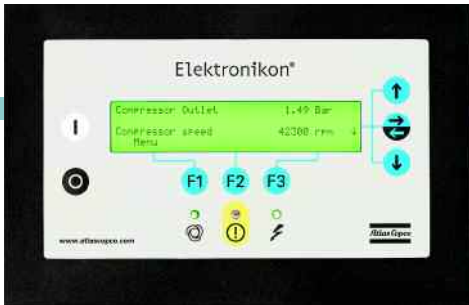 Elektronikon®
Compressor Outlet 1.49 Bar
Compressor speed 42300 rpm ↓
Menu
F1 F2 F3
www.atlascopco.com
Atlas Copco